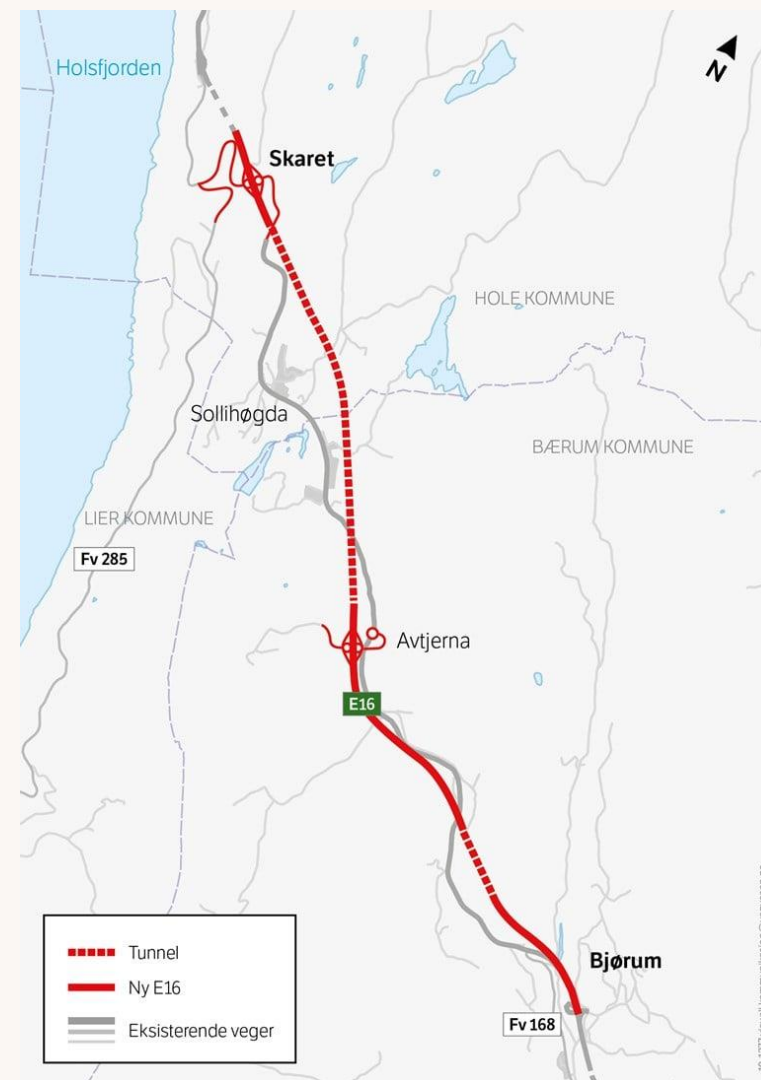 Holsfjorden
N
Skaret
HOLE KOMMUNE
Sollihøgda
BÆRUM KOMMUNE
LIER KOMMUNE
Fv 285
Avtjerna
E16
Bjørum
Fv 168
Tunnel
Ny E16
Eksisterende veger